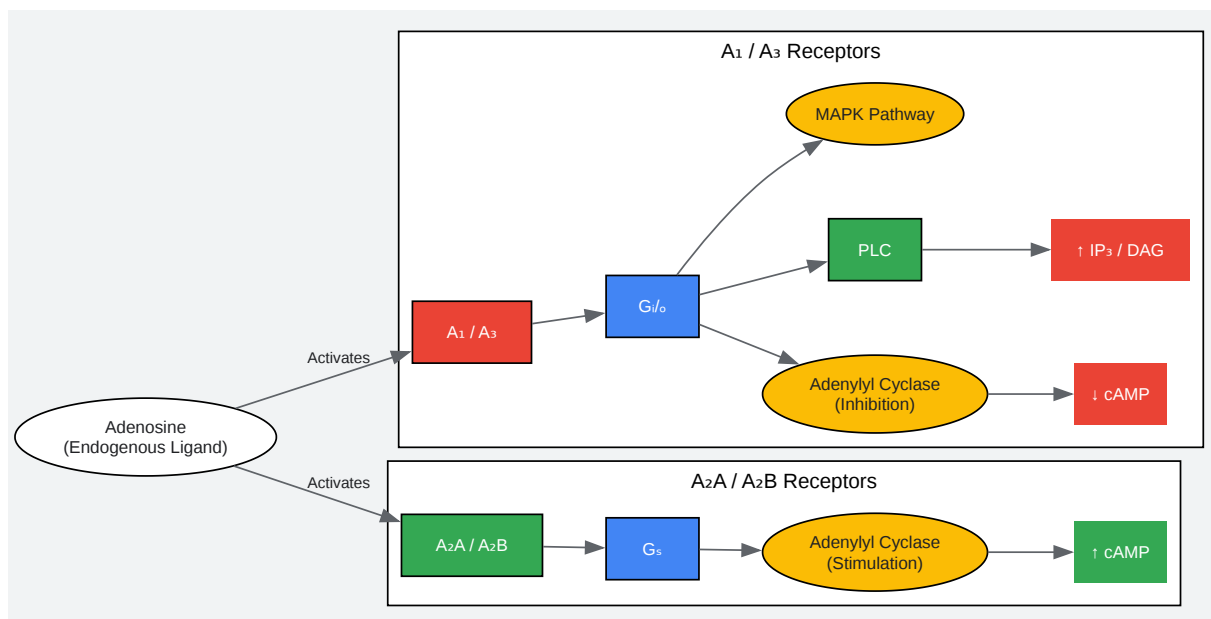 A₁ / A₃ Receptors
MAPK Pathway
PLC
↑ IP₃ / DAG
Gᵢ/ₒ
A₁ / A₃
Activates
Adenylyl Cyclase
(Inhibition)
↓ cAMP
Adenosine
(Endogenous Ligand)
Activates
A₂A / A₂B Receptors
A₂A / A₂B
Gₛ
Adenylyl Cyclase
(Stimulation)
↑ cAMP